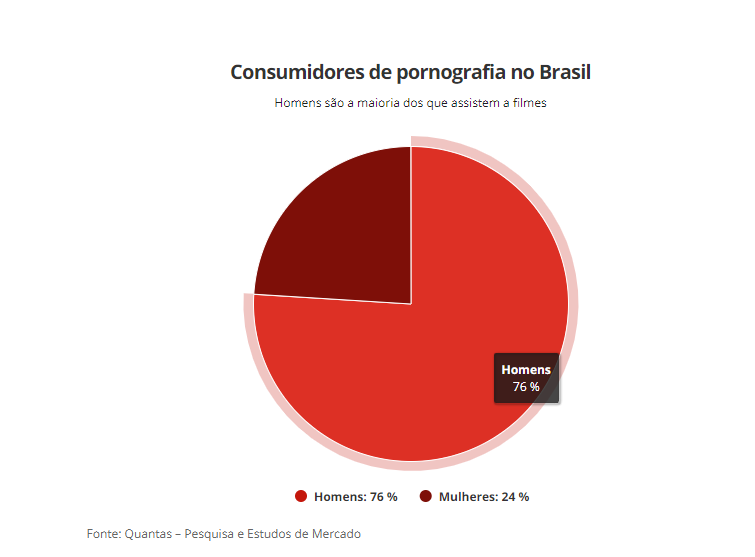 Consumidores de pornografia no Brasil
Homens são a maioria dos que assistem a filmes
Homens
76 %
Homens: 76 % Mulheres: 24 %
Fonte: Quantas – Pesquisa e Estudos de Mercado